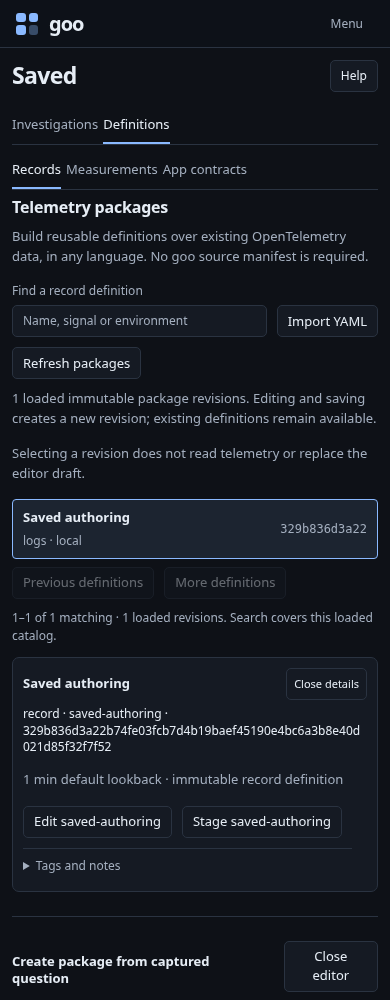 goo
Menu
Saved
Help
Investigations Definitions
Records Measurements App contracts
Telemetry packages
Build reusable definitions over existing OpenTelemetry
data, in any language. No goo source manifest is required.
Find a record definition
Name, signal or environment
Import YAML
Refresh packages
1 loaded immutable package revisions. Editing and saving
creates a new revision; existing definitions remain available.
Selecting a revision does not read telemetry or replace the
editor draft.
Saved authoring
329b836d3a22
logs · local
Previous definitions
More definitions
1–1 of 1 matching · 1 loaded revisions. Search covers this loaded
catalog.
Saved authoring
Close details
record · saved-authoring ·
329b836d3a22b74fe03fcb7d4b19baef45190e4bc6a3b8e40d
021d85f32f7f52
1 min default lookback · immutable record definition
Edit saved-authoring
Stage saved-authoring
Tags and notes
Create package from captured
question
Close
editor